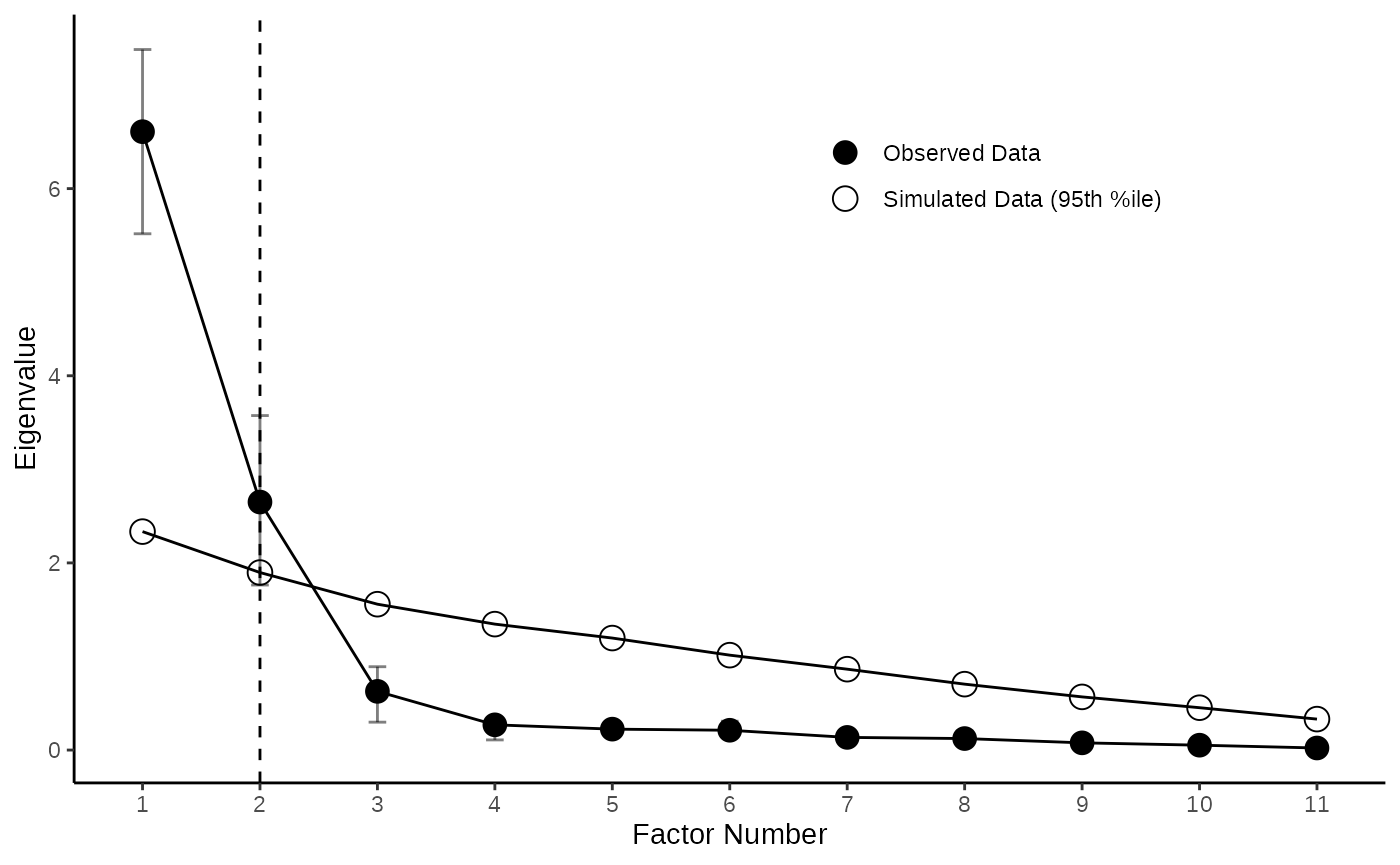 Observed Data
Simulated Data (95th %ile)
Eigenvalue
6
4
2
0
1 2 3 4 5 6 7 8 9 10 11
Factor Number